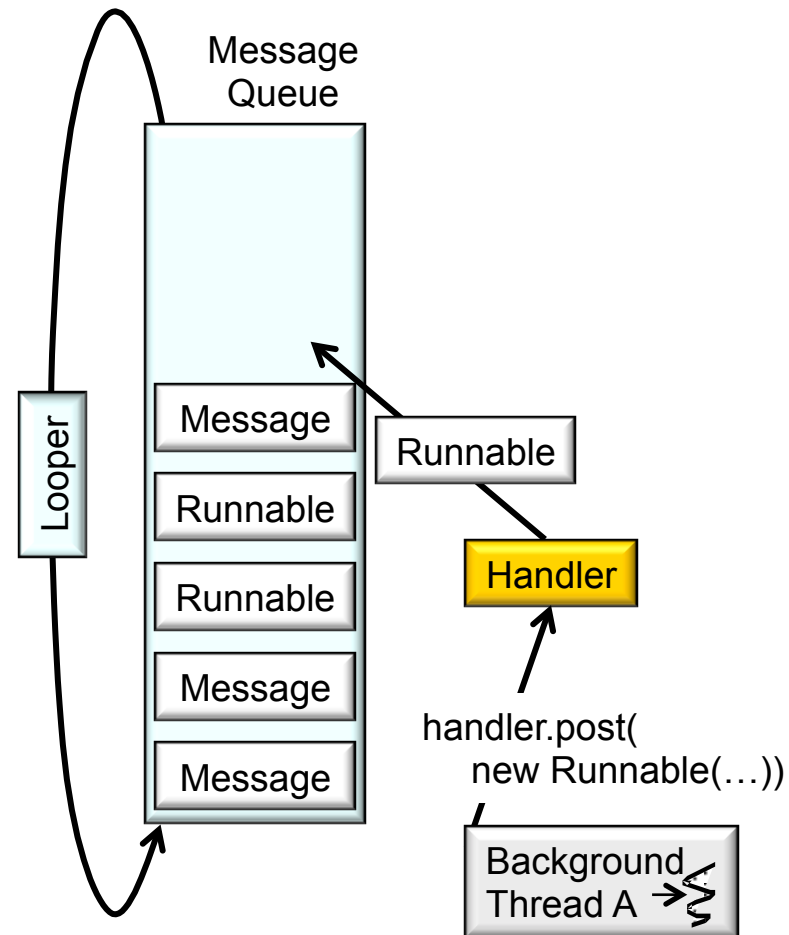 Message
Queue
Looper
Message
Runnable
Runnable
Runnable
Message
Message
Handler
handler.post(
new Runnable(…))
Background
Thread A